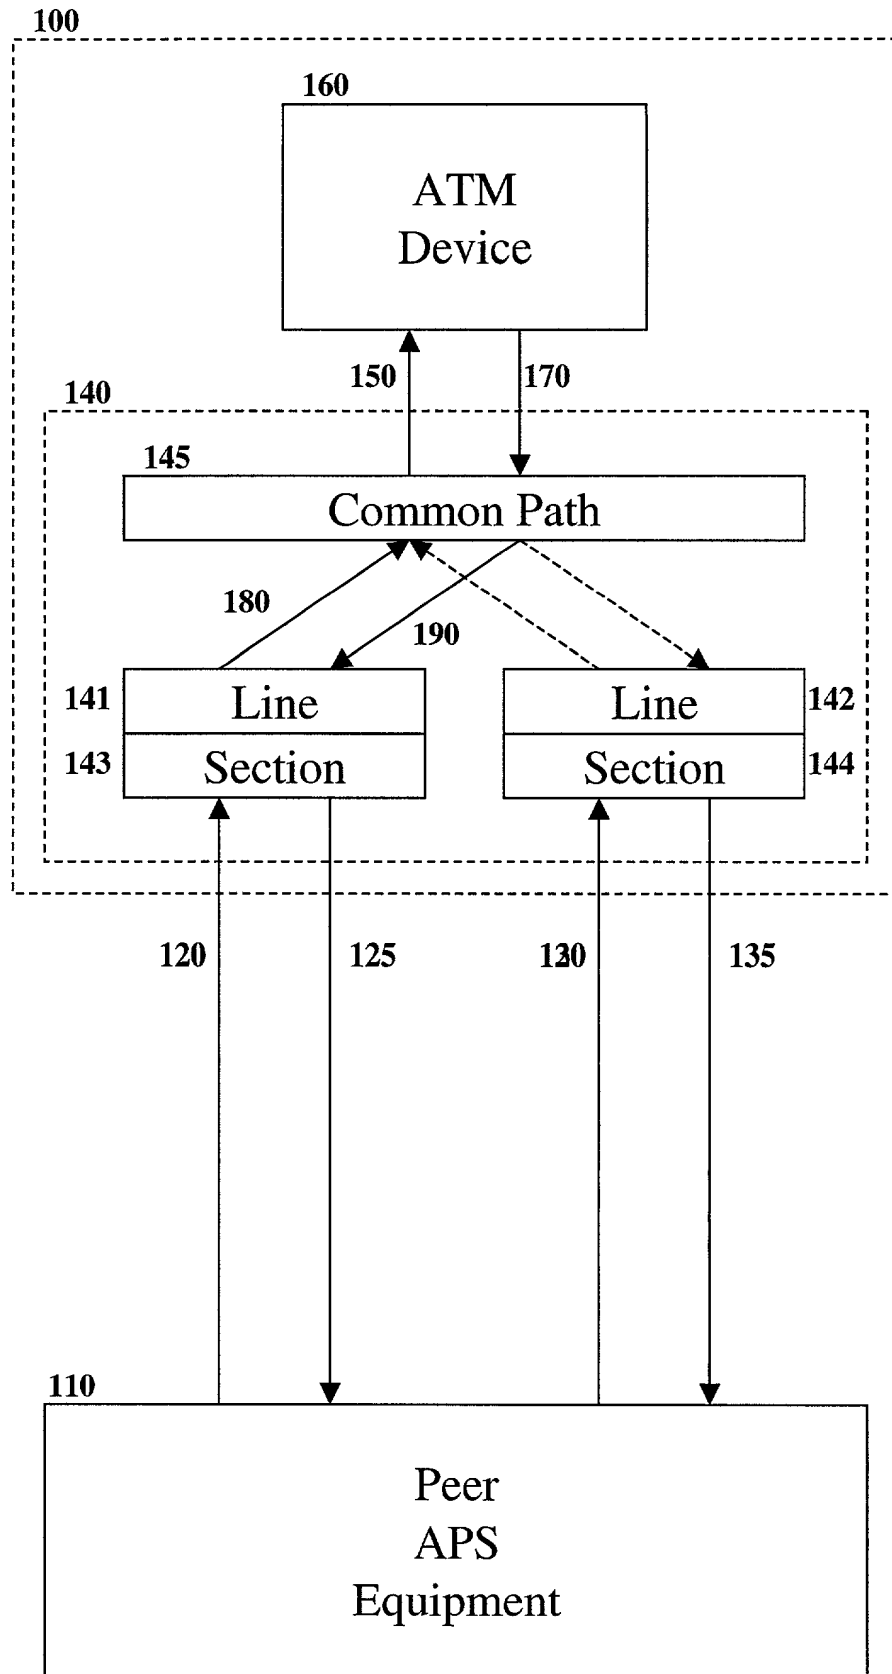 100
160
ATM
Device
150
170
140
145
Common Path
180
190
141
Line
Line
142
143
Section
Section
144
120
125
130
135
110
Peer
APS
Equipment